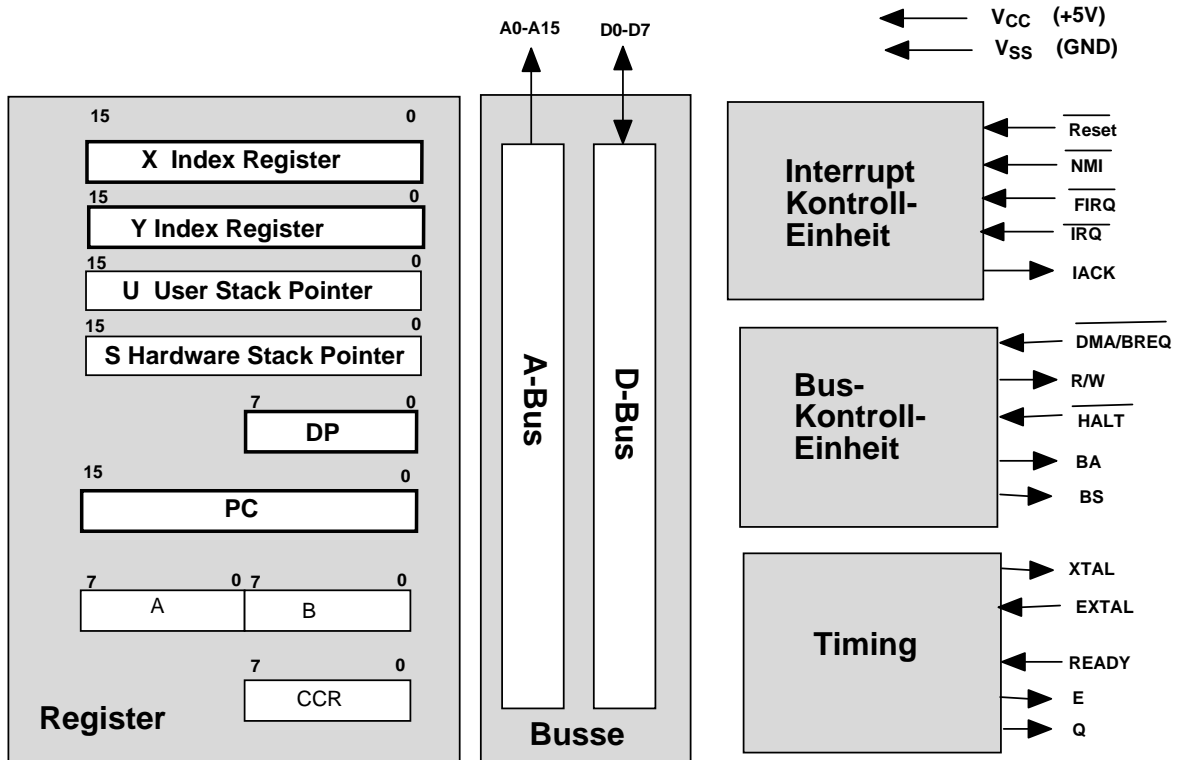 15 0
X Index Register
15 0
Y Index Register
15 0
U User Stack Pointer
15 0
S Hardware Stack Pointer
7 0
DP
15 0
PC
7 0 7 0
A B
7 0
CCR
Register
A0-A15 D0-D7
A-Bus
D-Bus
Busse
VCC (+5V)
VSS (GND)
Interrupt
Kontroll-
Einheit
Reset
NMI
FIRQ
IRQ
IACK
Bus-
Kontroll-
Einheit
DMA/BREQ
R/W
HALT
BA
BS
Timing
XTAL
EXTAL
READY
E
Q